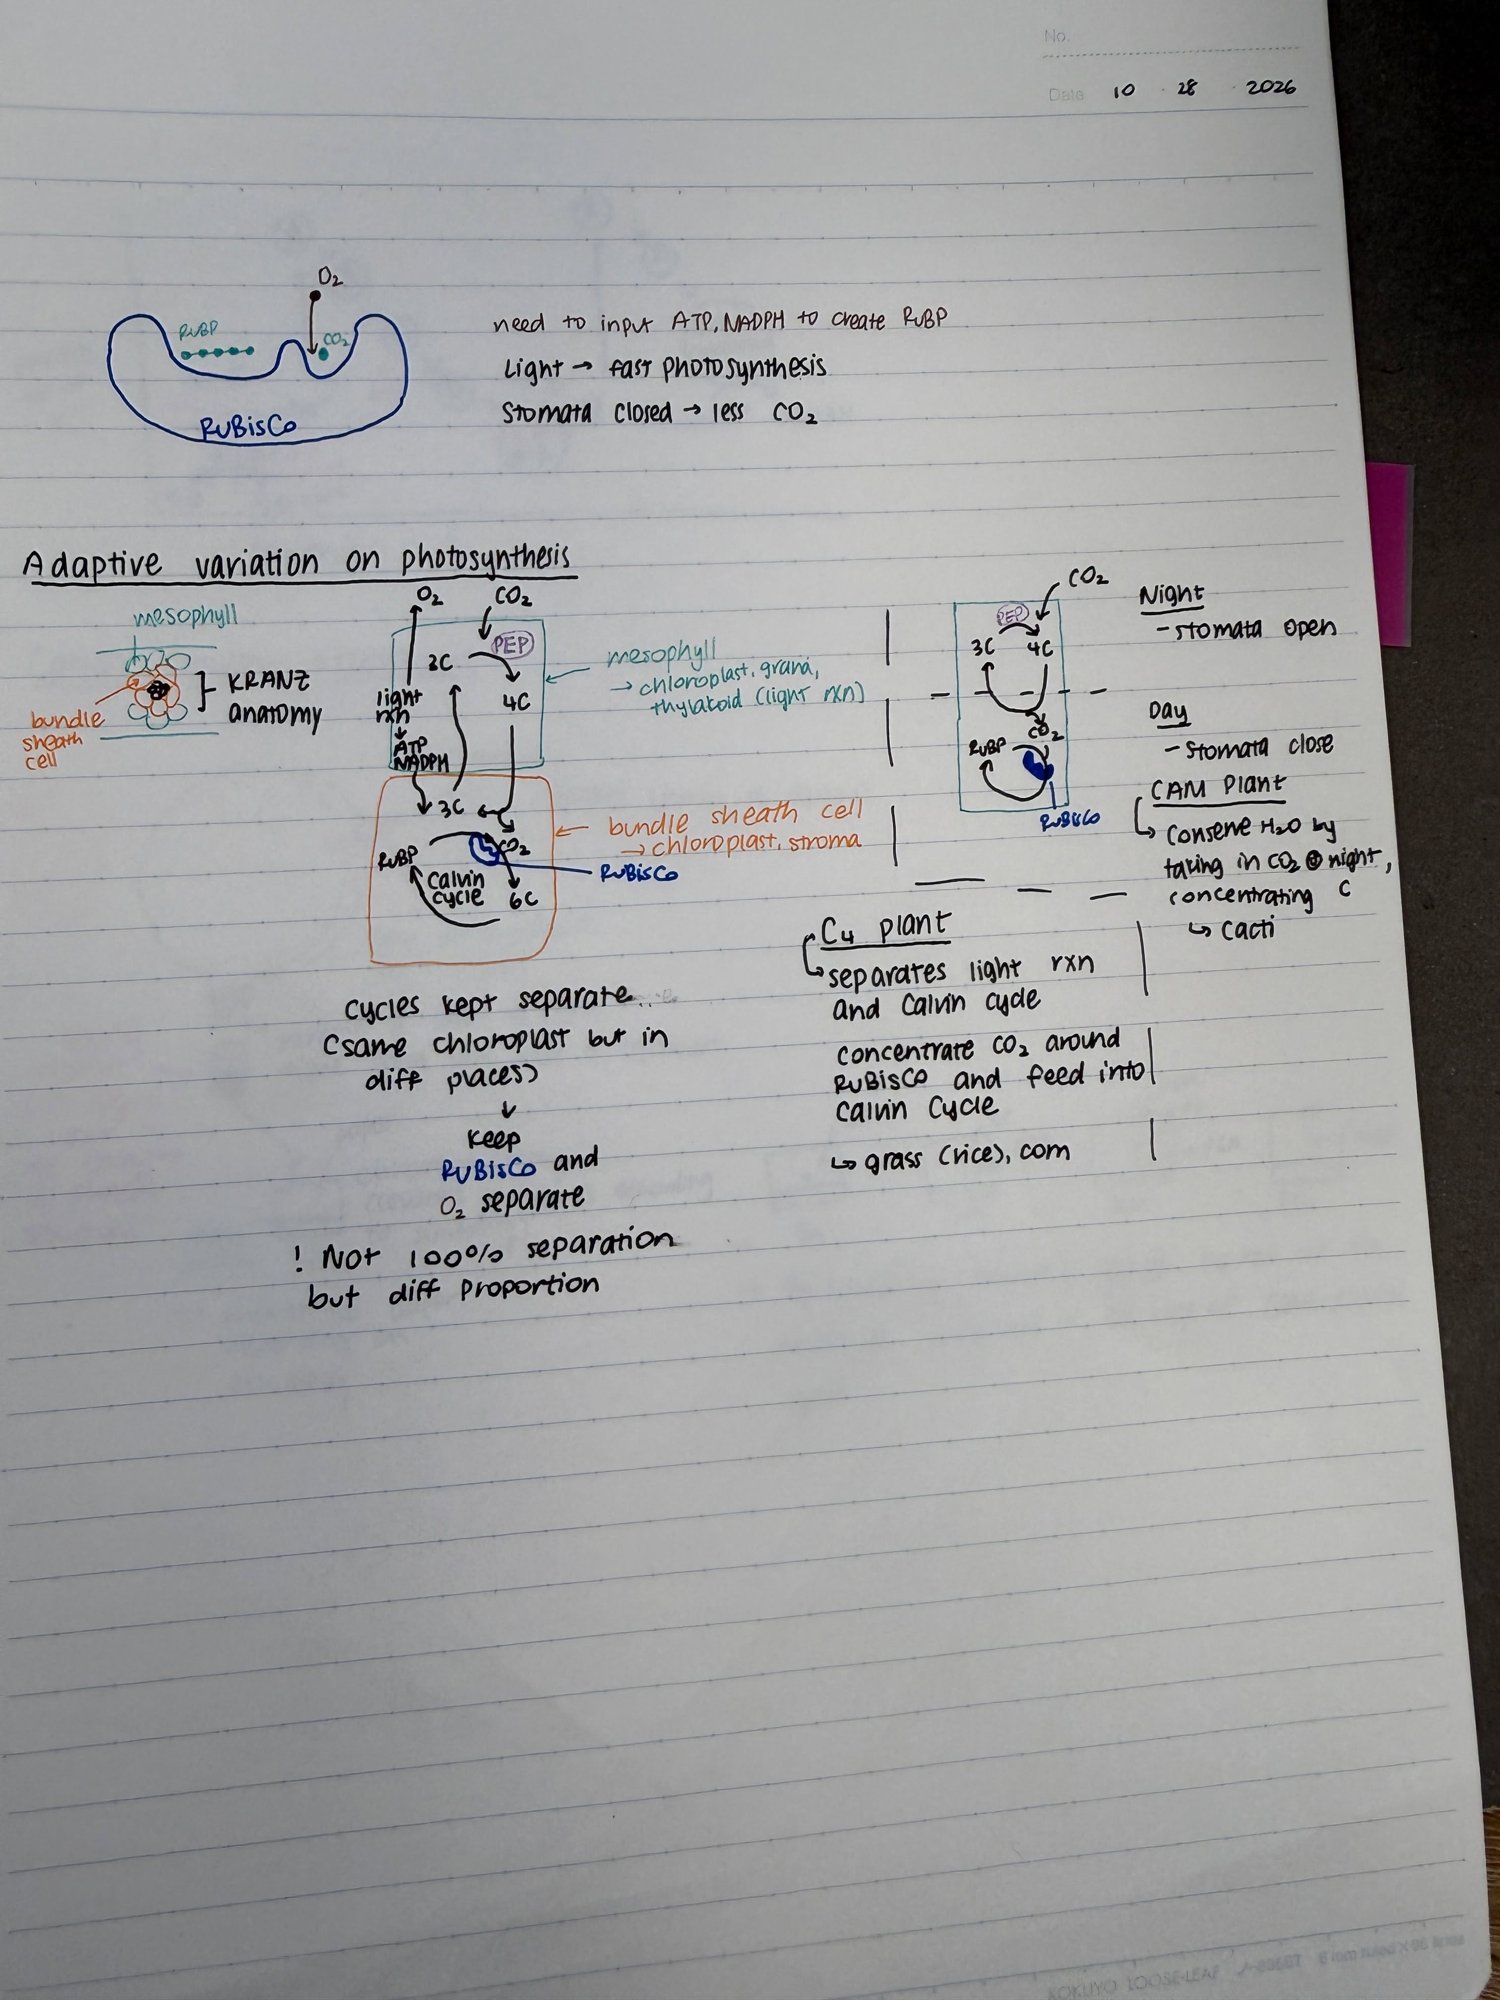 No.
Date 10 · 28 · 2026
O₂
RuBP
CO₂
RuBisCo
need to input ATP, NADPH to create RuBP
Light → fast photosynthesis
Stomata closed → less CO₂
Adaptive variation on photosynthesis
mesophyll
KRANZ
anatomy
bundle
sheath
cell
O₂
CO₂
PEP
3C
4C
light
rxn
ATP
NADPH
mesophyll
→ chloroplast, grana,
thylakoid (light rxn)
3C
CO₂
RuBP
Calvin
cycle
6C
bundle sheath cell
→ chloroplast, stroma
RuBisCo
CO₂
PEP
3C
4C
CO₂
RuBP
RuBisCo
Night
- stomata open
Day
- stomata close
CAM Plant
↳ conserve H₂O by
taking in CO₂ @ night,
concentrating C
↳ cacti
C4 plant
↳ separates light rxn
and Calvin cycle
concentrate CO₂ around
RuBisCo and feed into
Calvin Cycle
↳ grass (rice), corn
cycles kept separate...
(same chloroplast but in
diff places)
↓
keep
RuBisCo and
O₂ separate
! Not 100% separation
but diff proportion
KOKUYO LOOSE-LEAF